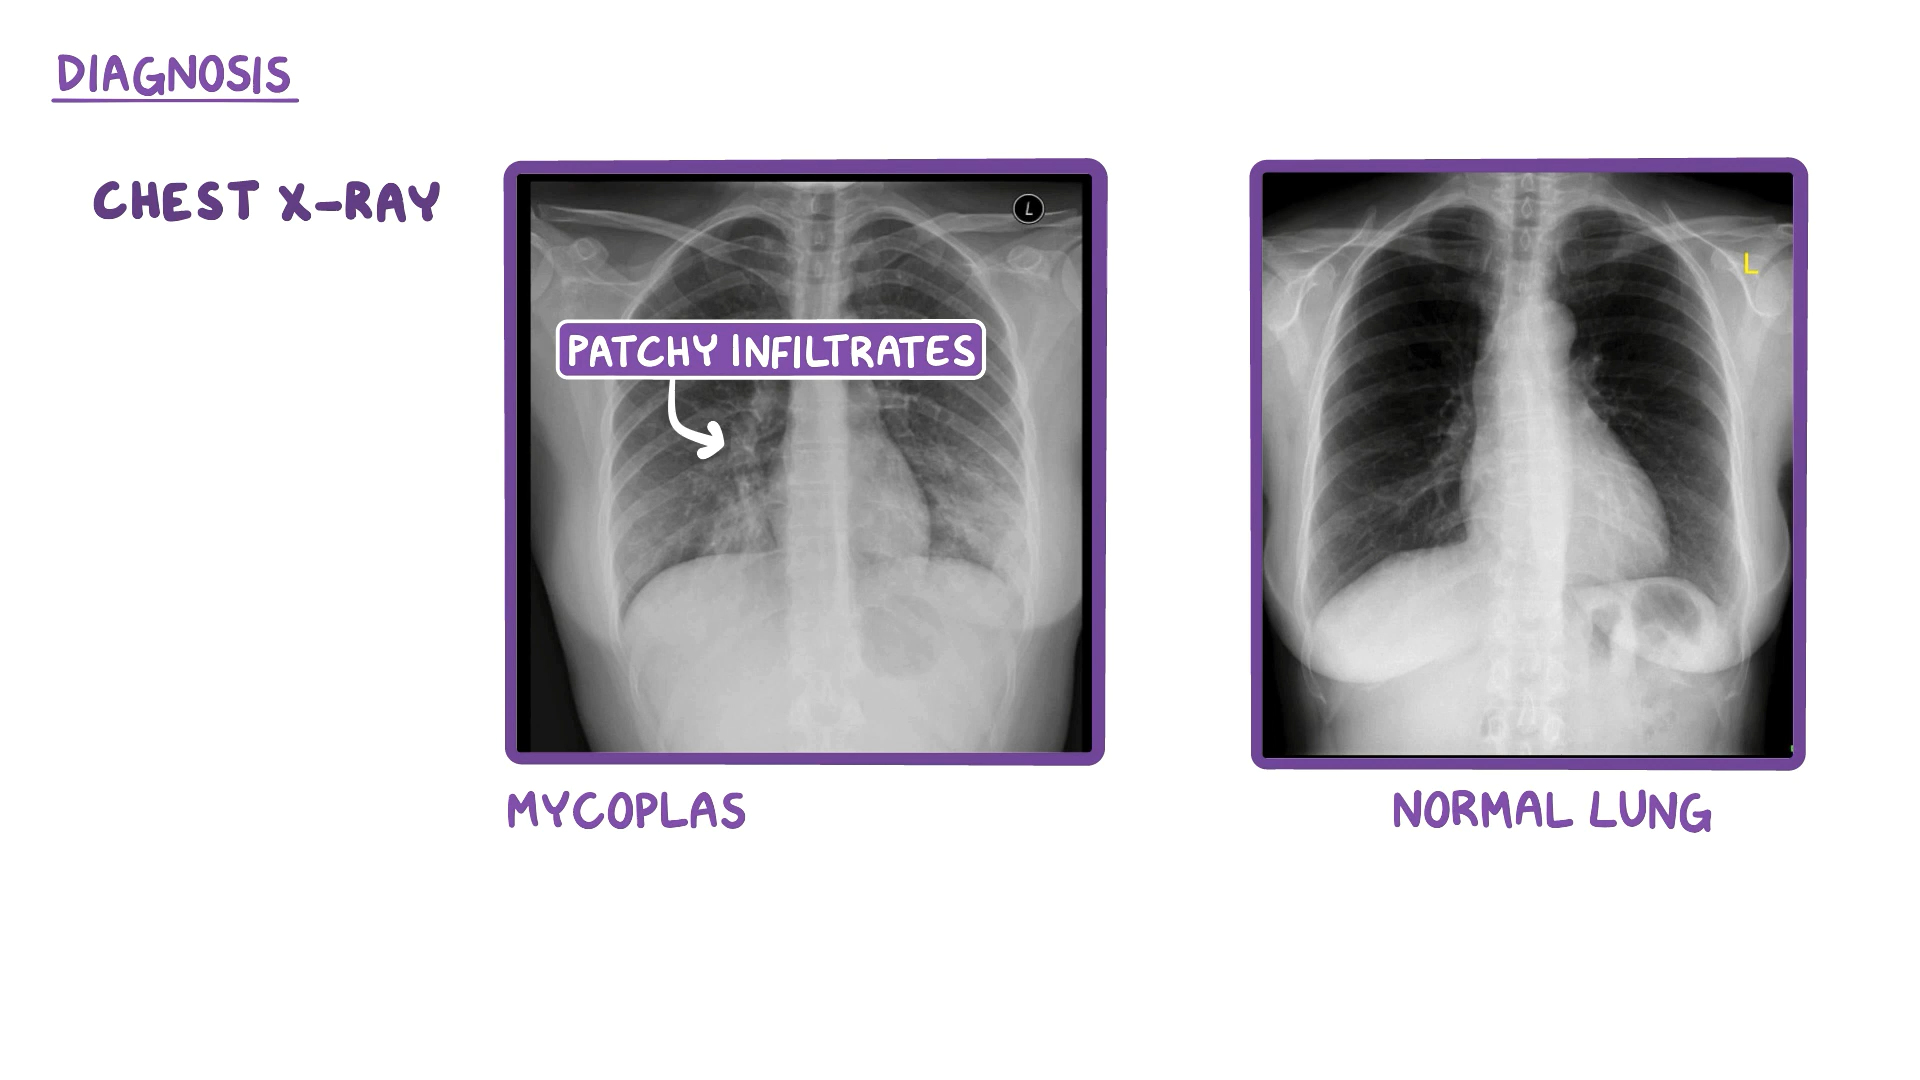 DIAGNOSIS
CHEST X-RAY
L
PATCHY INFILTRATES
MYCOPLAS
L
NORMAL LUNG